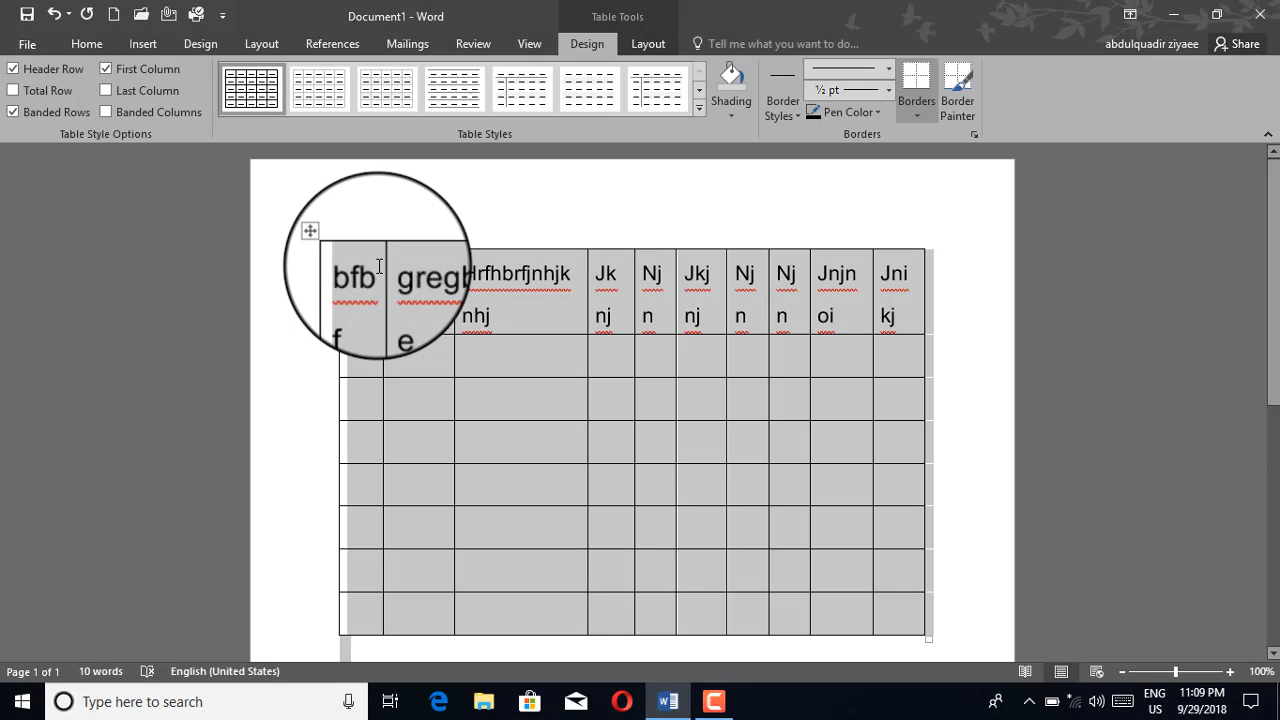 Document1 - Word
Table Tools
File
Home
Insert
Design
Layout
References
Mailings
Review
View
Design
Layout
Tell me what you want to do...
abdulquadir ziyaee
Share
Header Row
First Column
Total Row
Last Column
Banded Rows
Banded Columns
Table Style Options
Table Styles
Shading
Border
Styles
½ pt
Pen Color
Borders
Border
Painter
Borders
bfb
f
e
nhj
Jk
nj
Nj
n
Jkj
nj
Nj
n
Nj
n
Jnjn
oi
Jni
kj
Page 1 of 1
10 words
English (United States)
100%
Type here to search
ENG
US
11:09 PM
9/29/2018